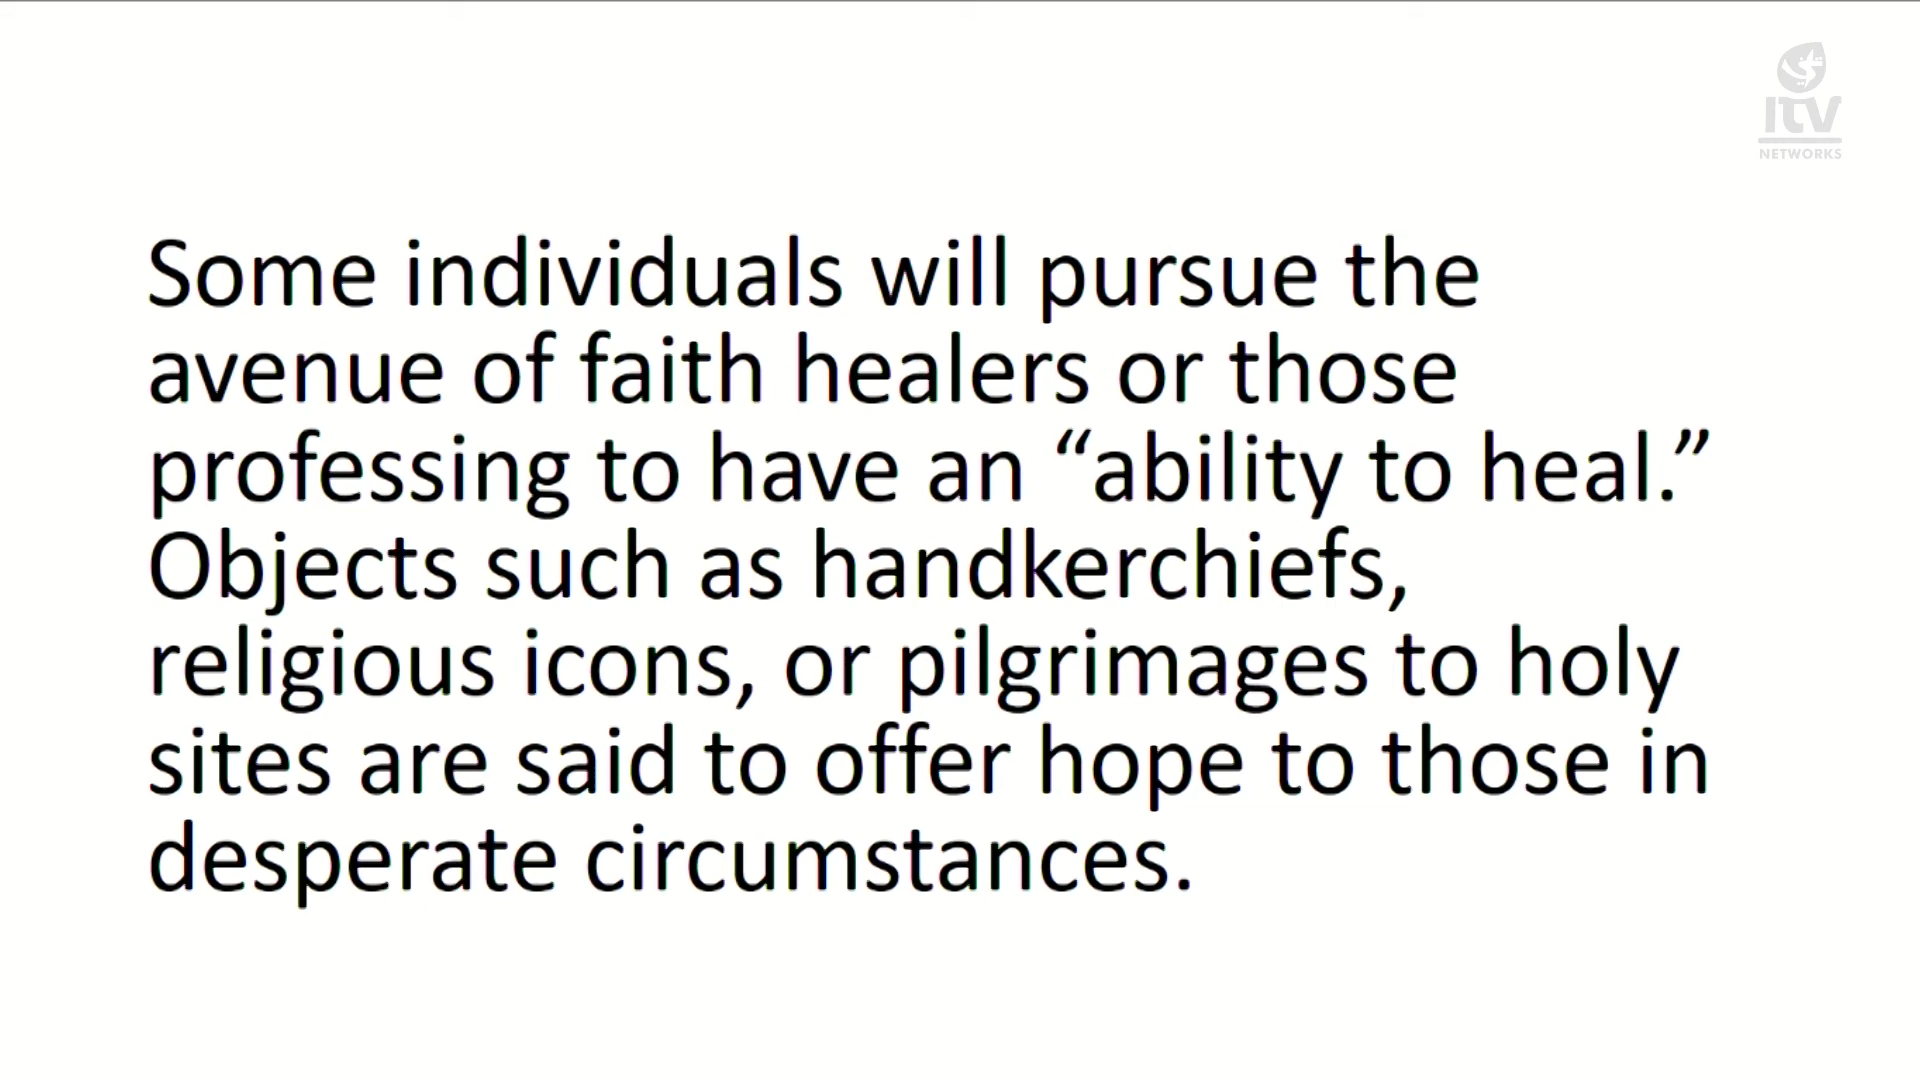 ITV
NETWORKS
Some individuals will pursue the
avenue of faith healers or those
professing to have an “ability to heal.”
Objects such as handkerchiefs,
religious icons, or pilgrimages to holy
sites are said to offer hope to those in
desperate circumstances.